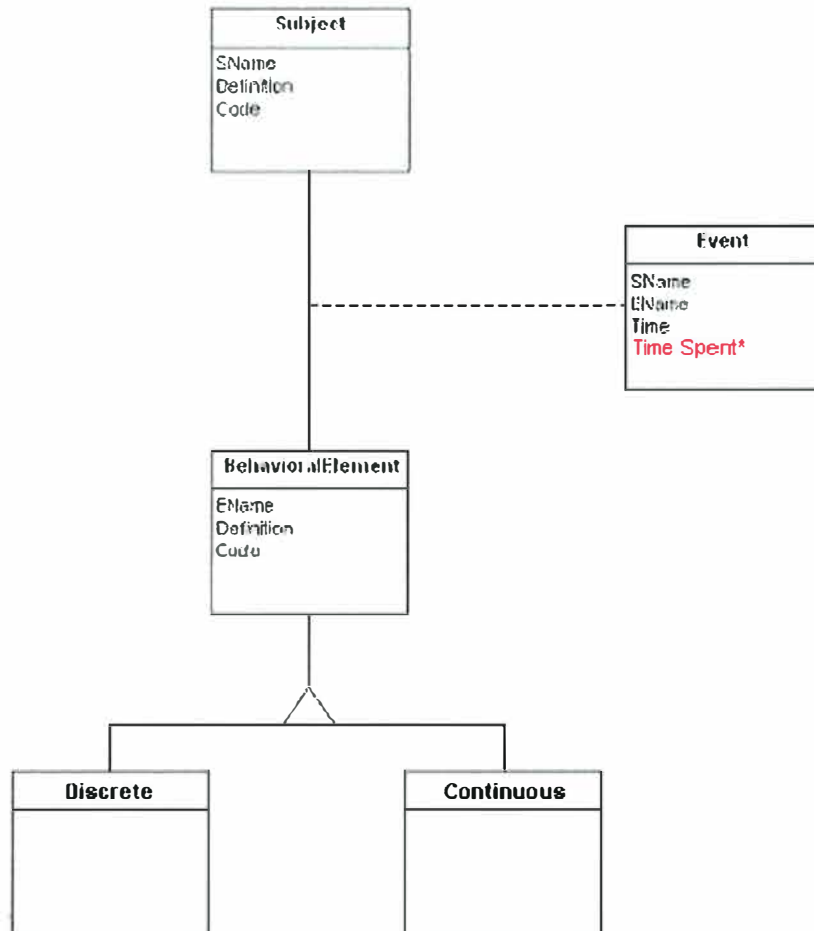 Subject
SName
Definition
Code
Event
SName
EName
Time
Time Spent*
BehavioralElement
EName
Definition
Code
Discrete
Continuous